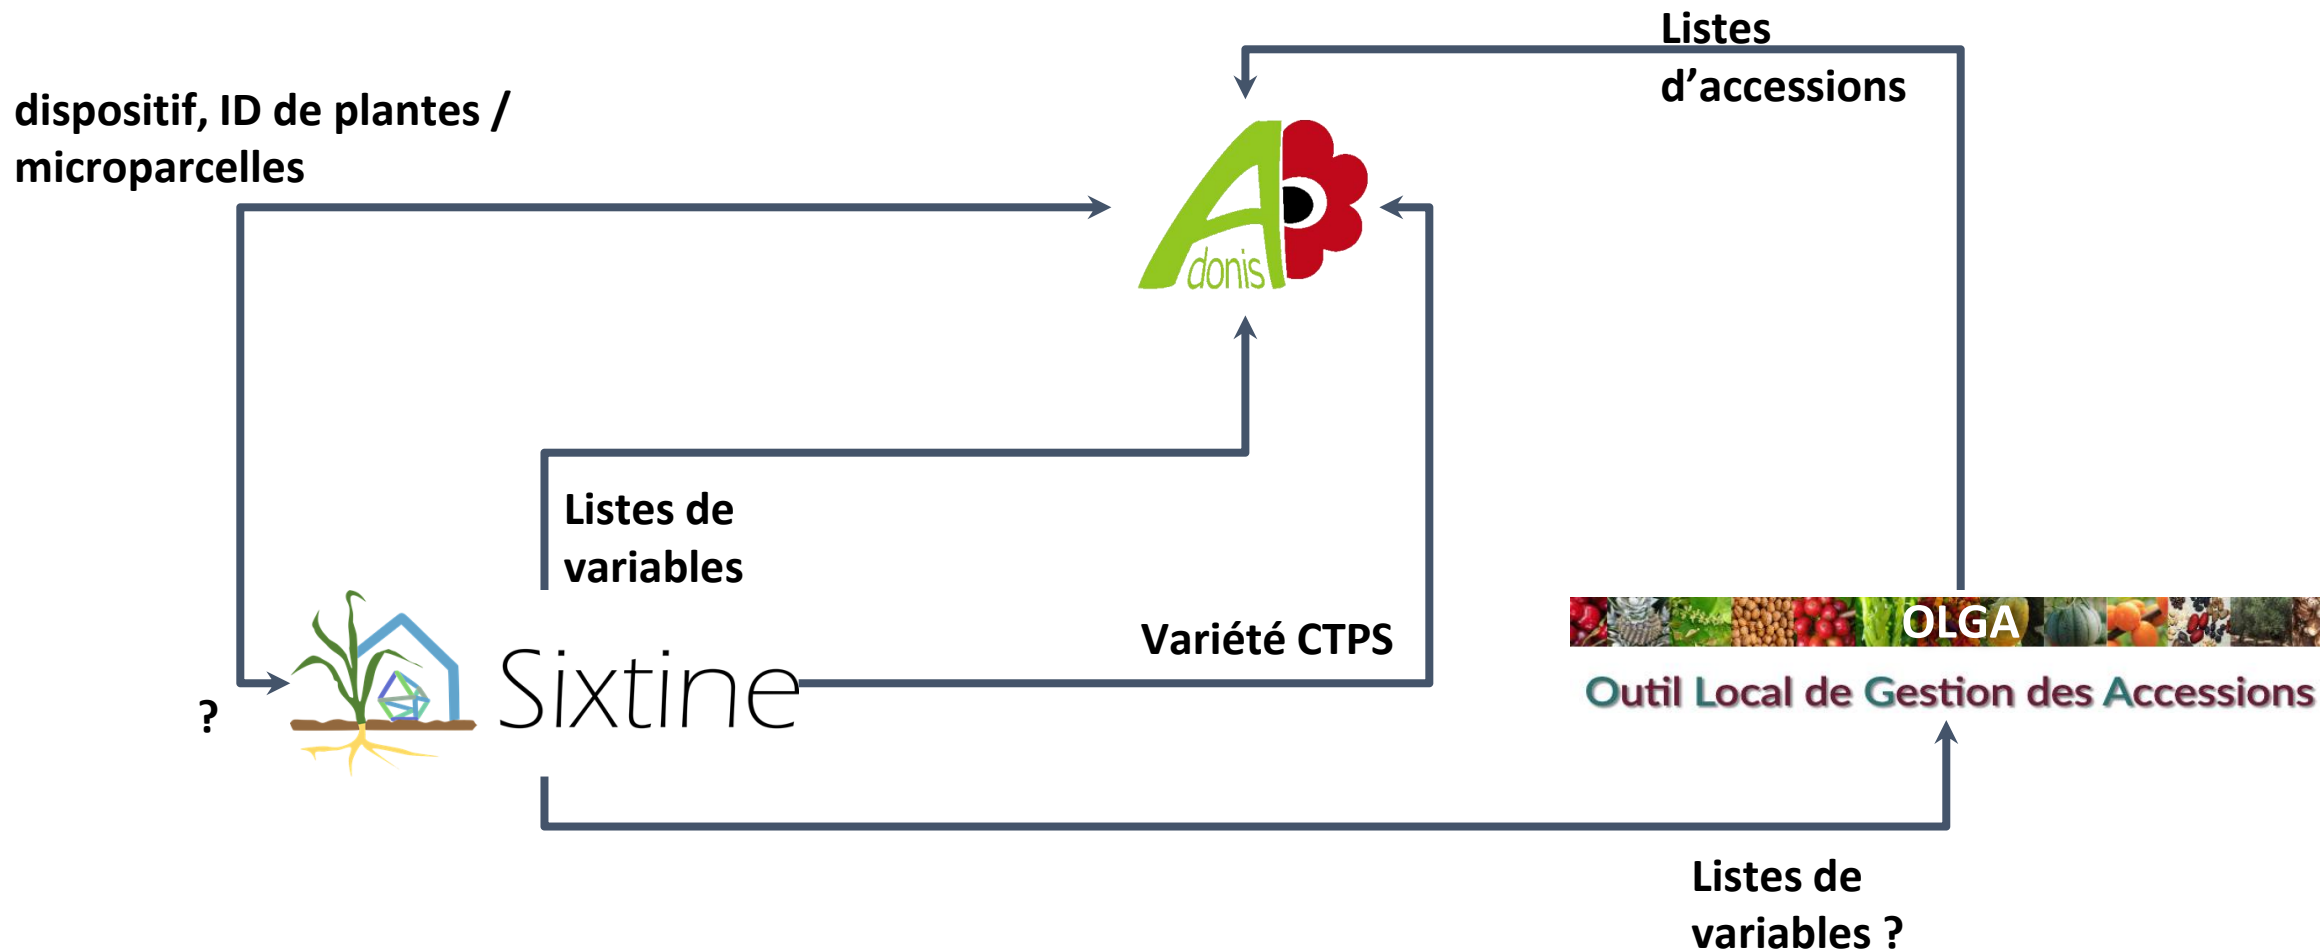 Listes
d’accessions
dispositif, ID de plantes /
microparcelles
Adonis
Listes de
variables
Variété CTPS
OLGA
Sixtine
Outil Local de Gestion des Accessions
?
Listes de
variables ?